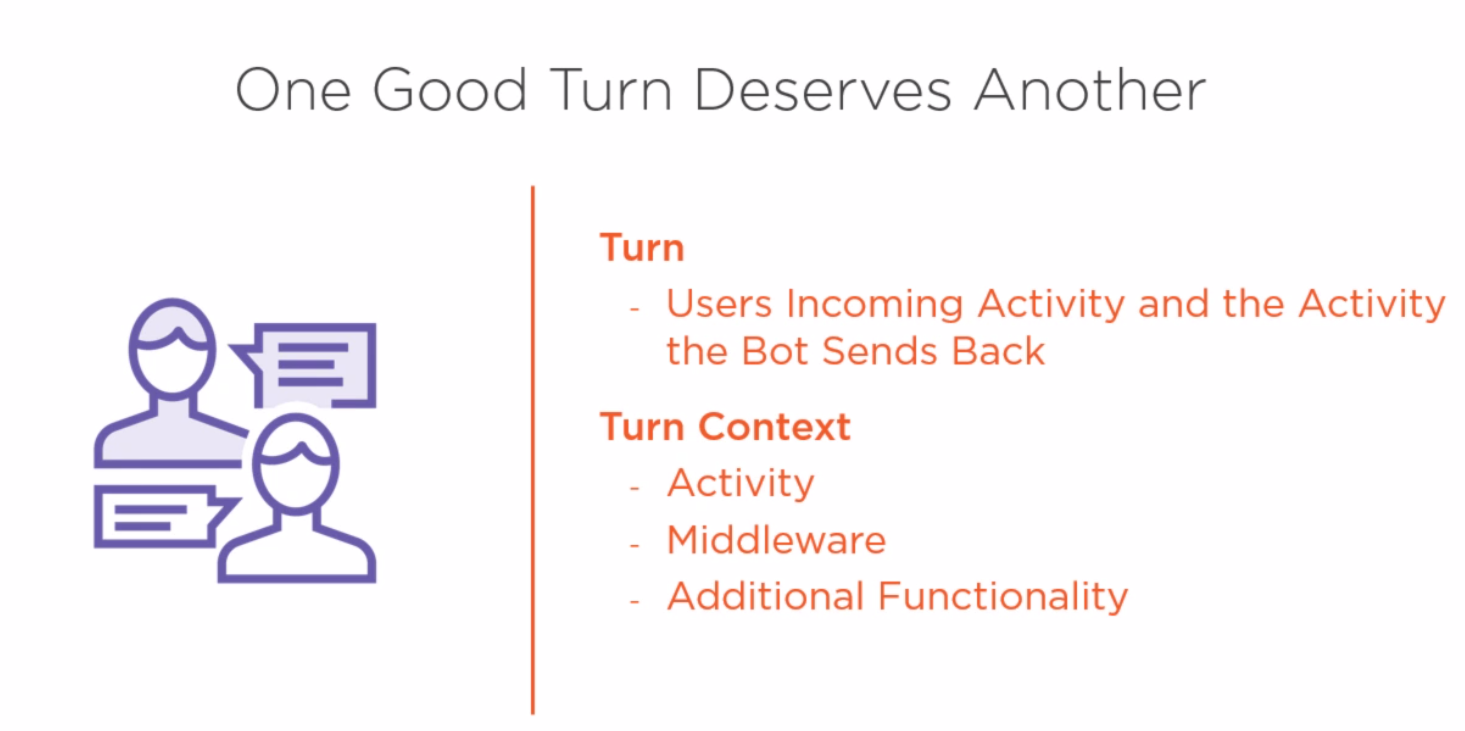 One Good Turn Deserves Another
Turn
- Users Incoming Activity and the Activity
the Bot Sends Back
Turn Context
- Activity
- Middleware
- Additional Functionality